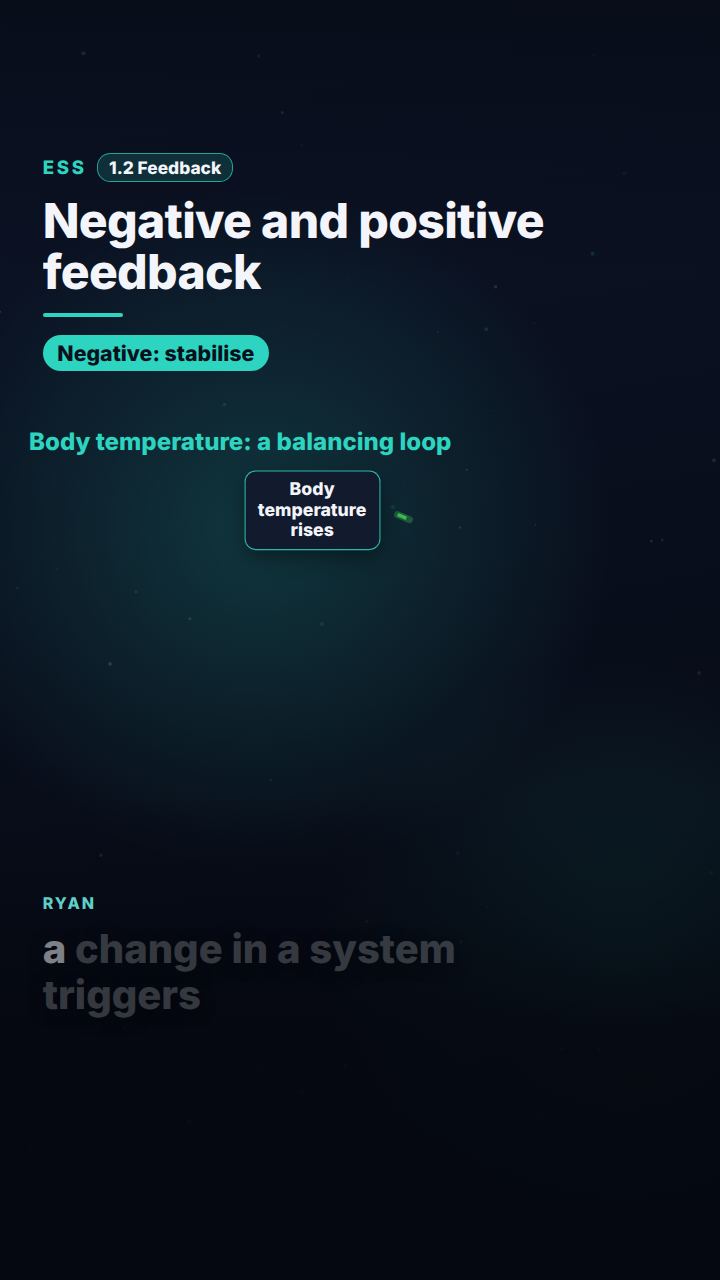 ESS 1.2 Feedback
Negative and positive
feedback
Negative: stabilise
Body temperature: a balancing loop
Body
temperature
rises
RYAN
a change in a system
triggers